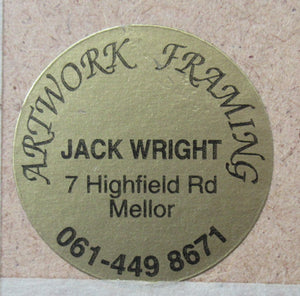 ARTWORK FRAMING
JACK WRIGHT
7 Highfield Rd
Mellor
061-449 8671